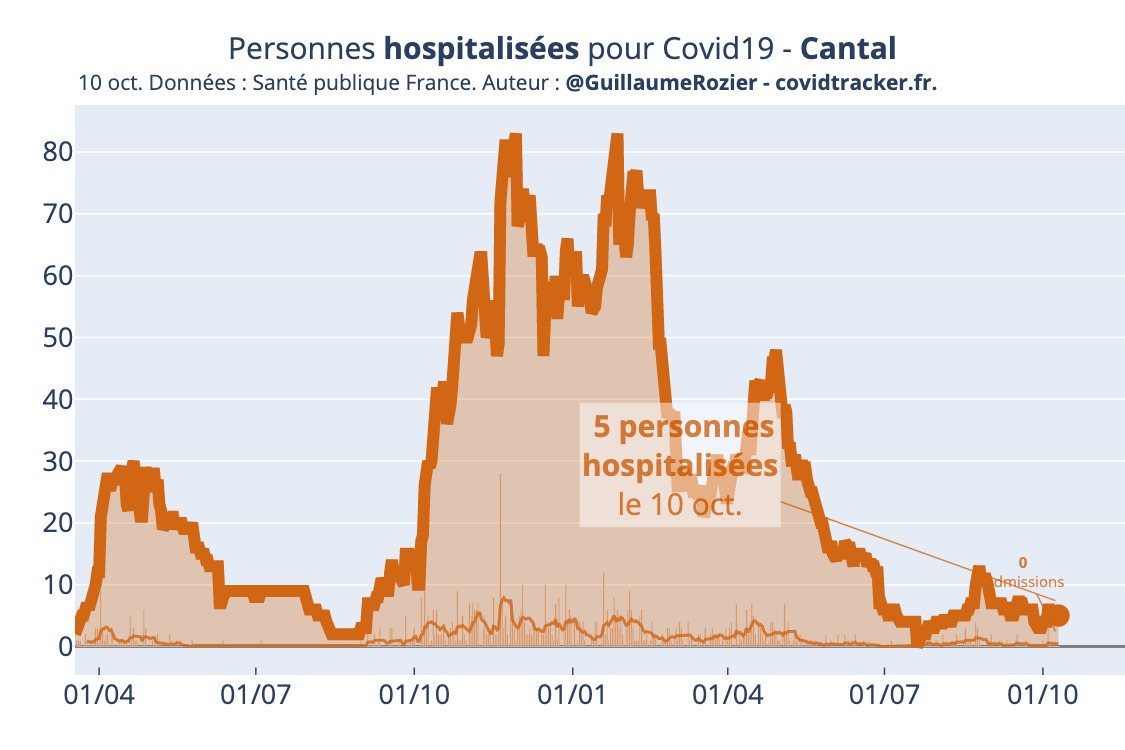 Personnes hospitalisées pour Covid19 - Cantal
10 oct. Données : Santé publique France. Auteur : @GuillaumeRozier - covidtracker.fr.
80
70
60
50
40
30
20
10
0
5 personnes
hospitalisées
le 10 oct.
0
admissions
01/04
01/07
01/10
01/01
01/04
01/07
01/10